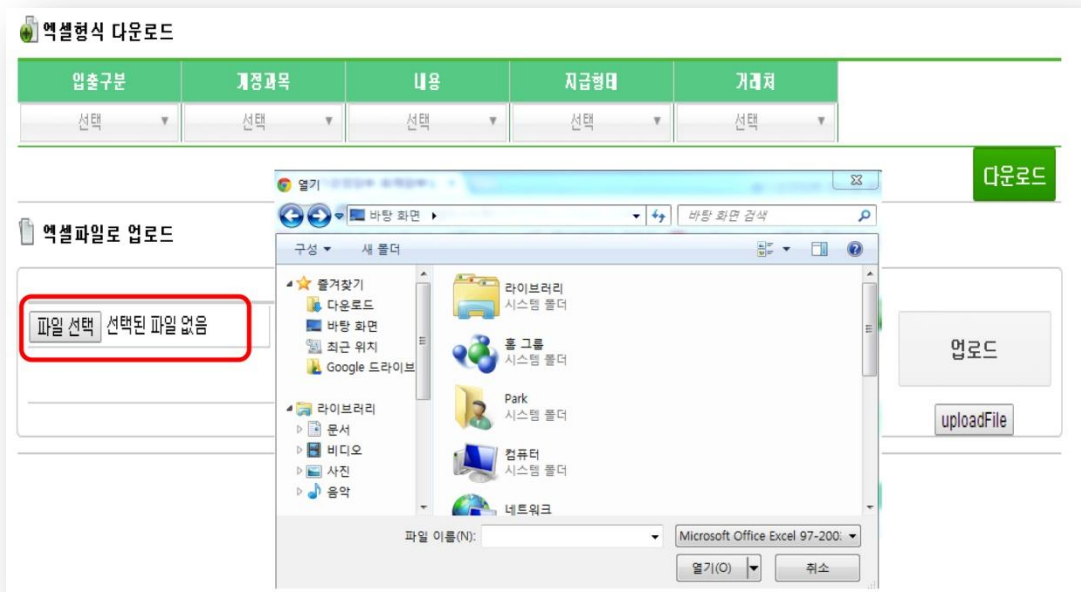 엑셀형식 다운로드
입출구분 계정과목 내용 지급형태 거래처
선택 선택 선택 선택 선택
다운로드
열기
바탕 화면
바탕 화면 검색
구성 새 폴더
엑셀파일로 업로드
파일 선택 선택된 파일 없음
즐겨찾기
다운로드
바탕 화면
최근 위치
Google 드라이브
라이브러리
문서
비디오
사진
음악
라이브러리
시스템 폴더
홈 그룹
시스템 폴더
Park
시스템 폴더
컴퓨터
시스템 폴더
네트워크
파일 이름(N):
Microsoft Office Excel 97-200
열기(O) 취소
업로드
uploadFile